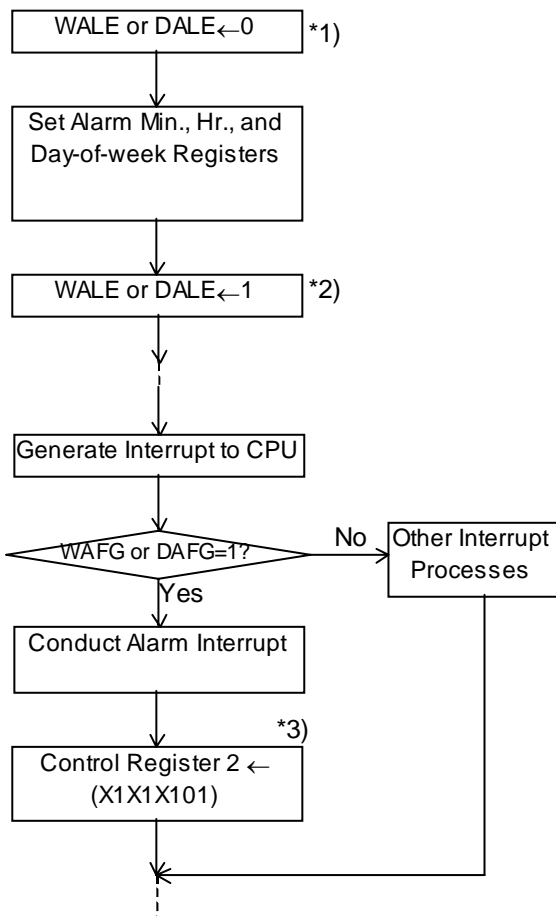 WALE or DALE←0
*1)
Set Alarm Min., Hr., and
Day-of-week Registers
WALE or DALE←1
*2)
Generate Interrupt to CPU
WAFG or DAFG=1?
No
Other Interrupt
Processes
Yes
Conduct Alarm Interrupt
*3)
Control Register 2 ←
(X1X1X101)